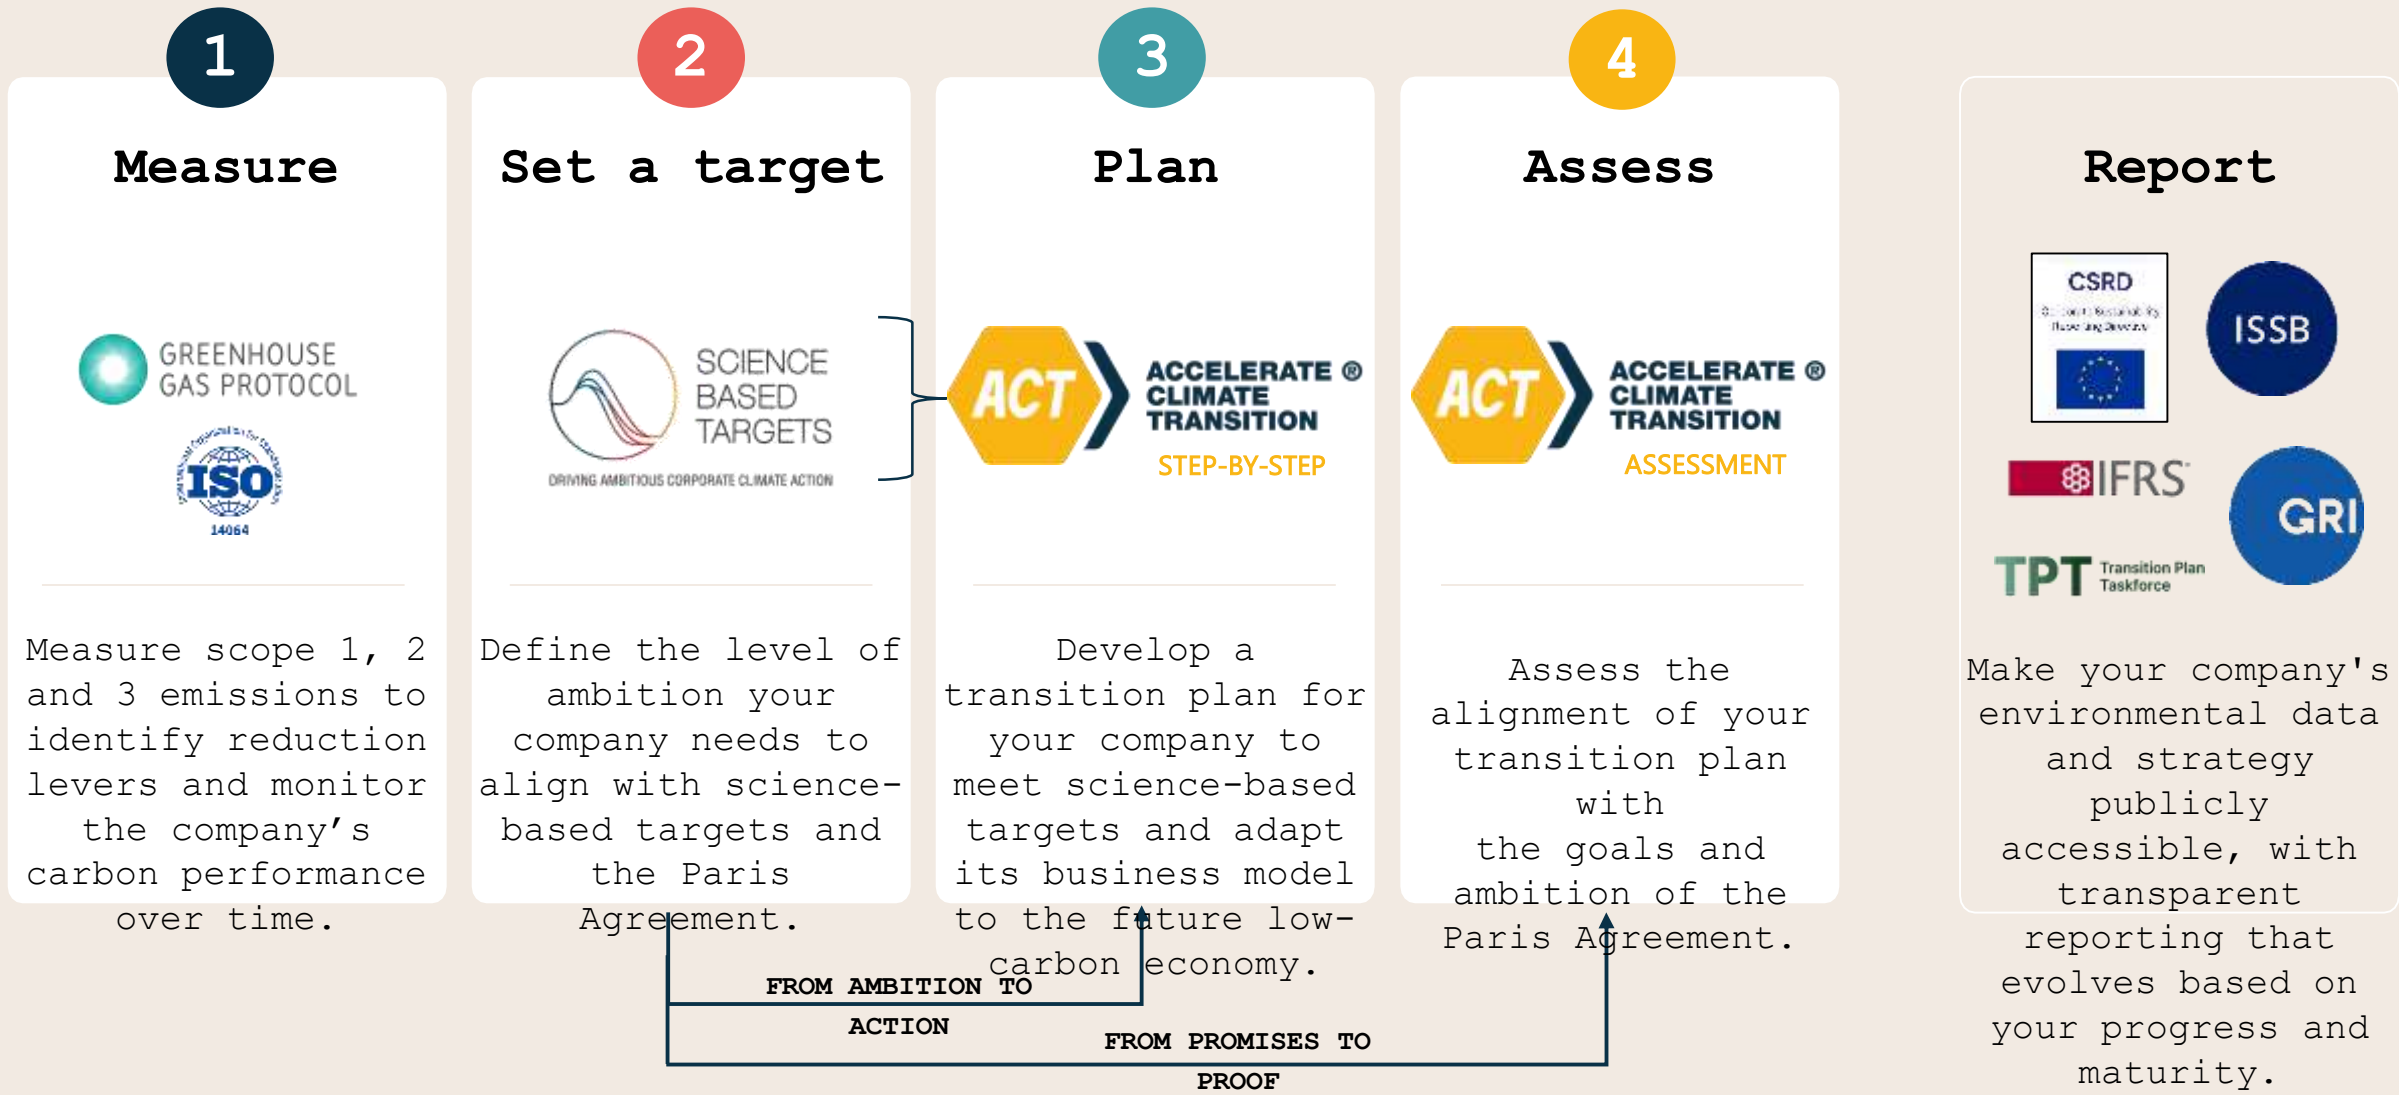 1
Measure
GREENHOUSE
GAS PROTOCOL
ISO
14064
Measure scope 1, 2
and 3 emissions to
identify reduction
levers and monitor
the company’s
carbon performance
over time.
2
Set a target
SCIENCE
BASED
TARGETS
DRIVING AMBITIOUS CORPORATE CLIMATE ACTION
Define the level of
ambition your
company needs to
align with science-
based targets and
the Paris
Agreement.
3
Plan
ACT
ACCELERATE ®
CLIMATE
TRANSITION
STEP-BY-STEP
Develop a
transition plan for
your company to
meet science-based
targets and adapt
its business model
to the future low-
carbon economy.
4
Assess
ACT
ACCELERATE ®
CLIMATE
TRANSITION
ASSESSMENT
Assess the
alignment of your
transition plan
with
the goals and
ambition of the
Paris Agreement.
FROM AMBITION TO
ACTION
FROM PROMISES TO
PROOF
Report
CSRD
Corporate Sustainability
Reporting Directive
ISSB
IFRS
GRI
TPT Transition Plan
Taskforce
Make your company's
environmental data
and strategy
publicly
accessible, with
transparent
reporting that
evolves based on
your progress and
maturity.